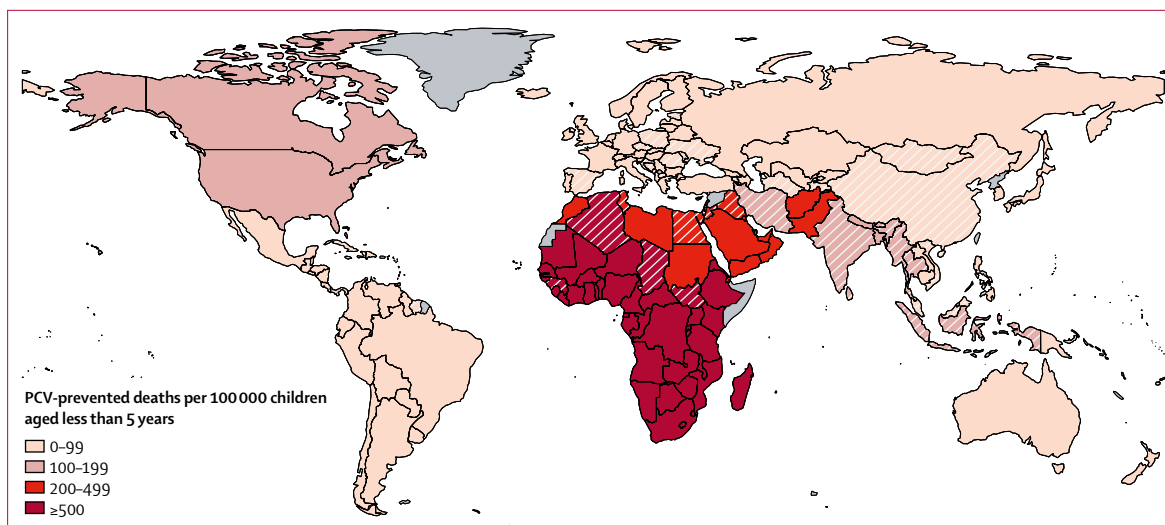 PCV-prevented deaths per 100 000 children
aged less than 5 years
0–99
100–199
200–499
≥500